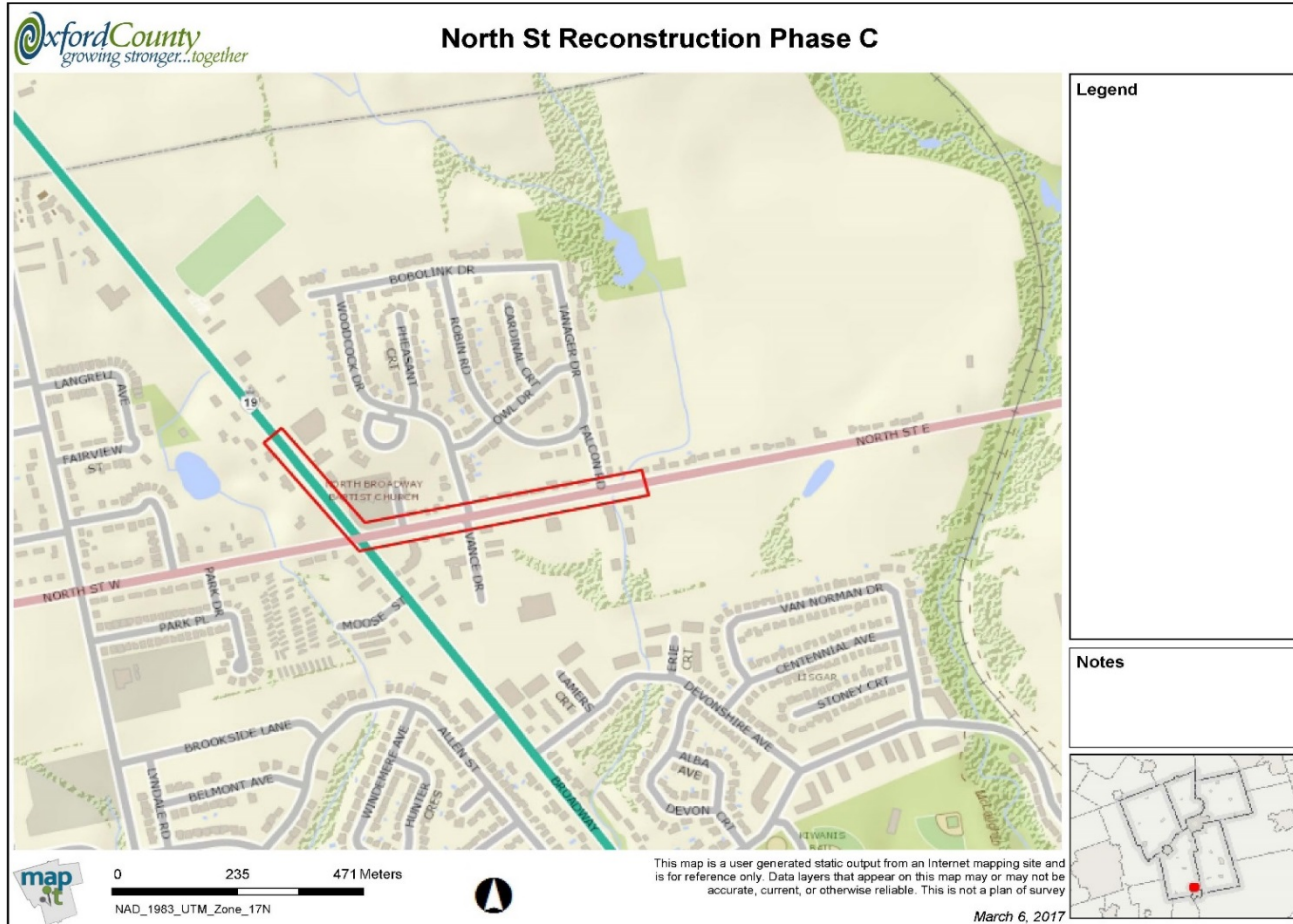 OxfordCounty
growing stronger...together
North St Reconstruction Phase C
Legend
BOBOLINK DR
WOODCOCK DR
PHEASANT
CRT
ROBIN RD
CARDINAL CRT
TANAGER DR
OWL DR
FALCON RD
LANGRELL
AVE
19
FAIRVIEW
ST
NORTH ST E
NORTH BROADWAY
BAPTIST CHURCH
VANCE DR
NORTH ST W
PARK DR
PARK PL
MOOSE ST
VAN NORMAN DR
CENTENNIAL AVE
LISGAR
STONEY CRT
ERIE
CRT
LAMERS
CRT
DEVONSHIRE AVE
BROOKSIDE LANE
BELMONT AVE
LYNDALE RD
WINDEMERE AVE
HUNTER
CRES
ALLEN ST
BROADWAY
ALBA
AVE
DEVON CRT
KIWANIS
Notes
map
it
0 235 471 Meters
NAD_1983_UTM_Zone_17N
This map is a user generated static output from an Internet mapping site and
is for reference only. Data layers that appear on this map may or may not be
accurate, current, or otherwise reliable. This is not a plan of survey
March 6, 2017